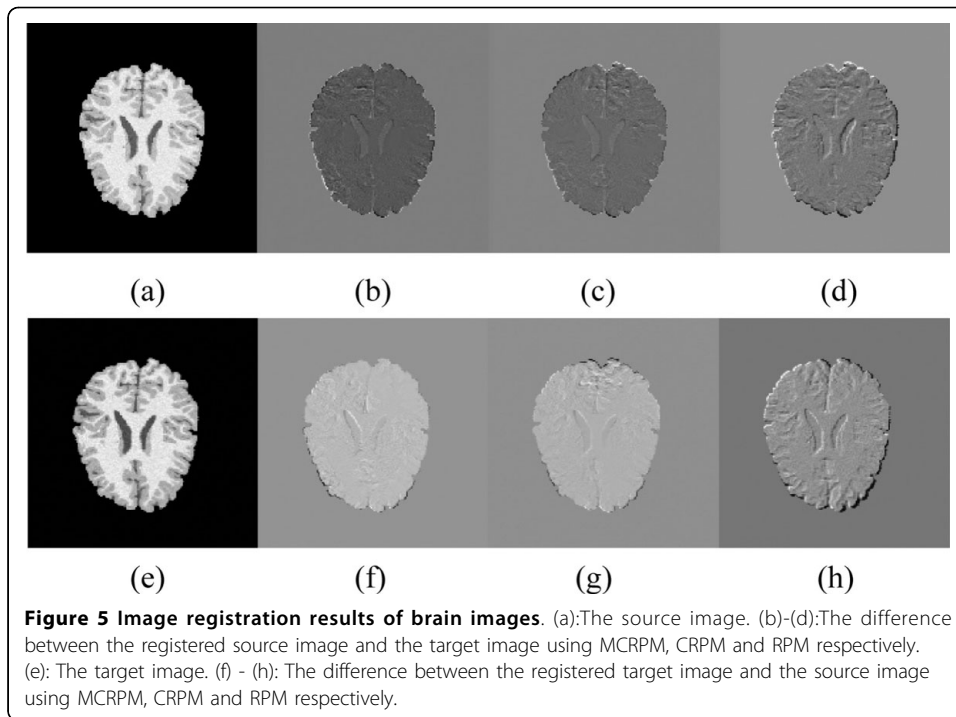 (a) (b) (c) (d)
(e) (f) (g) (h)
Figure 5 Image registration results of brain images. (a):The source image. (b)-(d):The difference
between the registered source image and the target image using MCRPM, CRPM and RPM respectively.
(e): The target image. (f) - (h): The difference between the registered target image and the source image
using MCRPM, CRPM and RPM respectively.